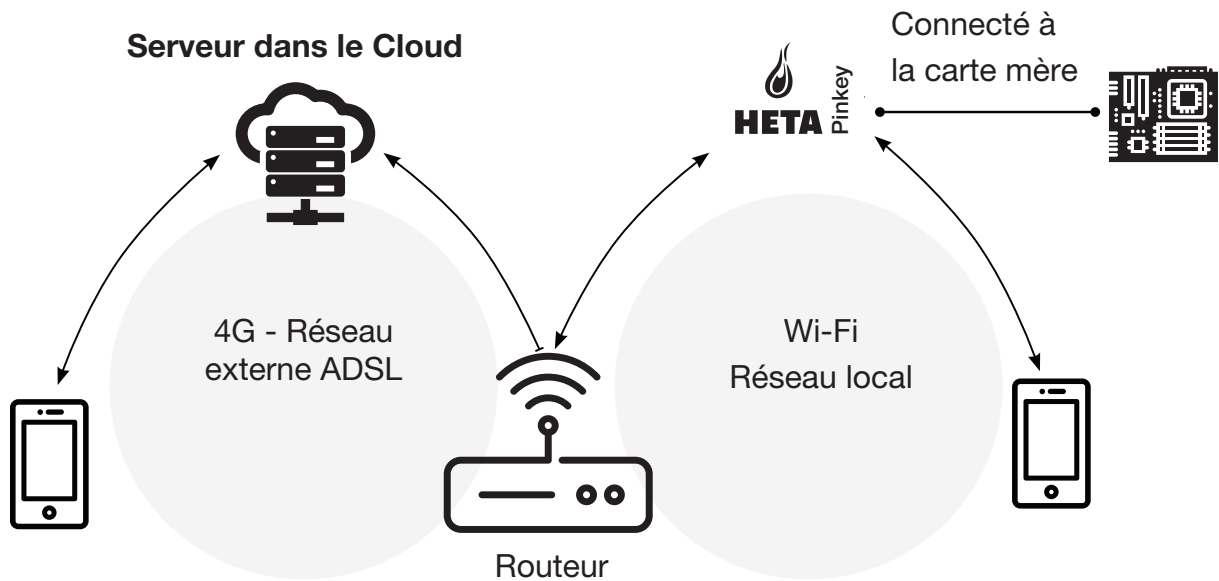 Serveur dans le Cloud
HETA
Pinkey
Connecté à
la carte mère
4G - Réseau
externe ADSL
Wi-Fi
Réseau local
Routeur